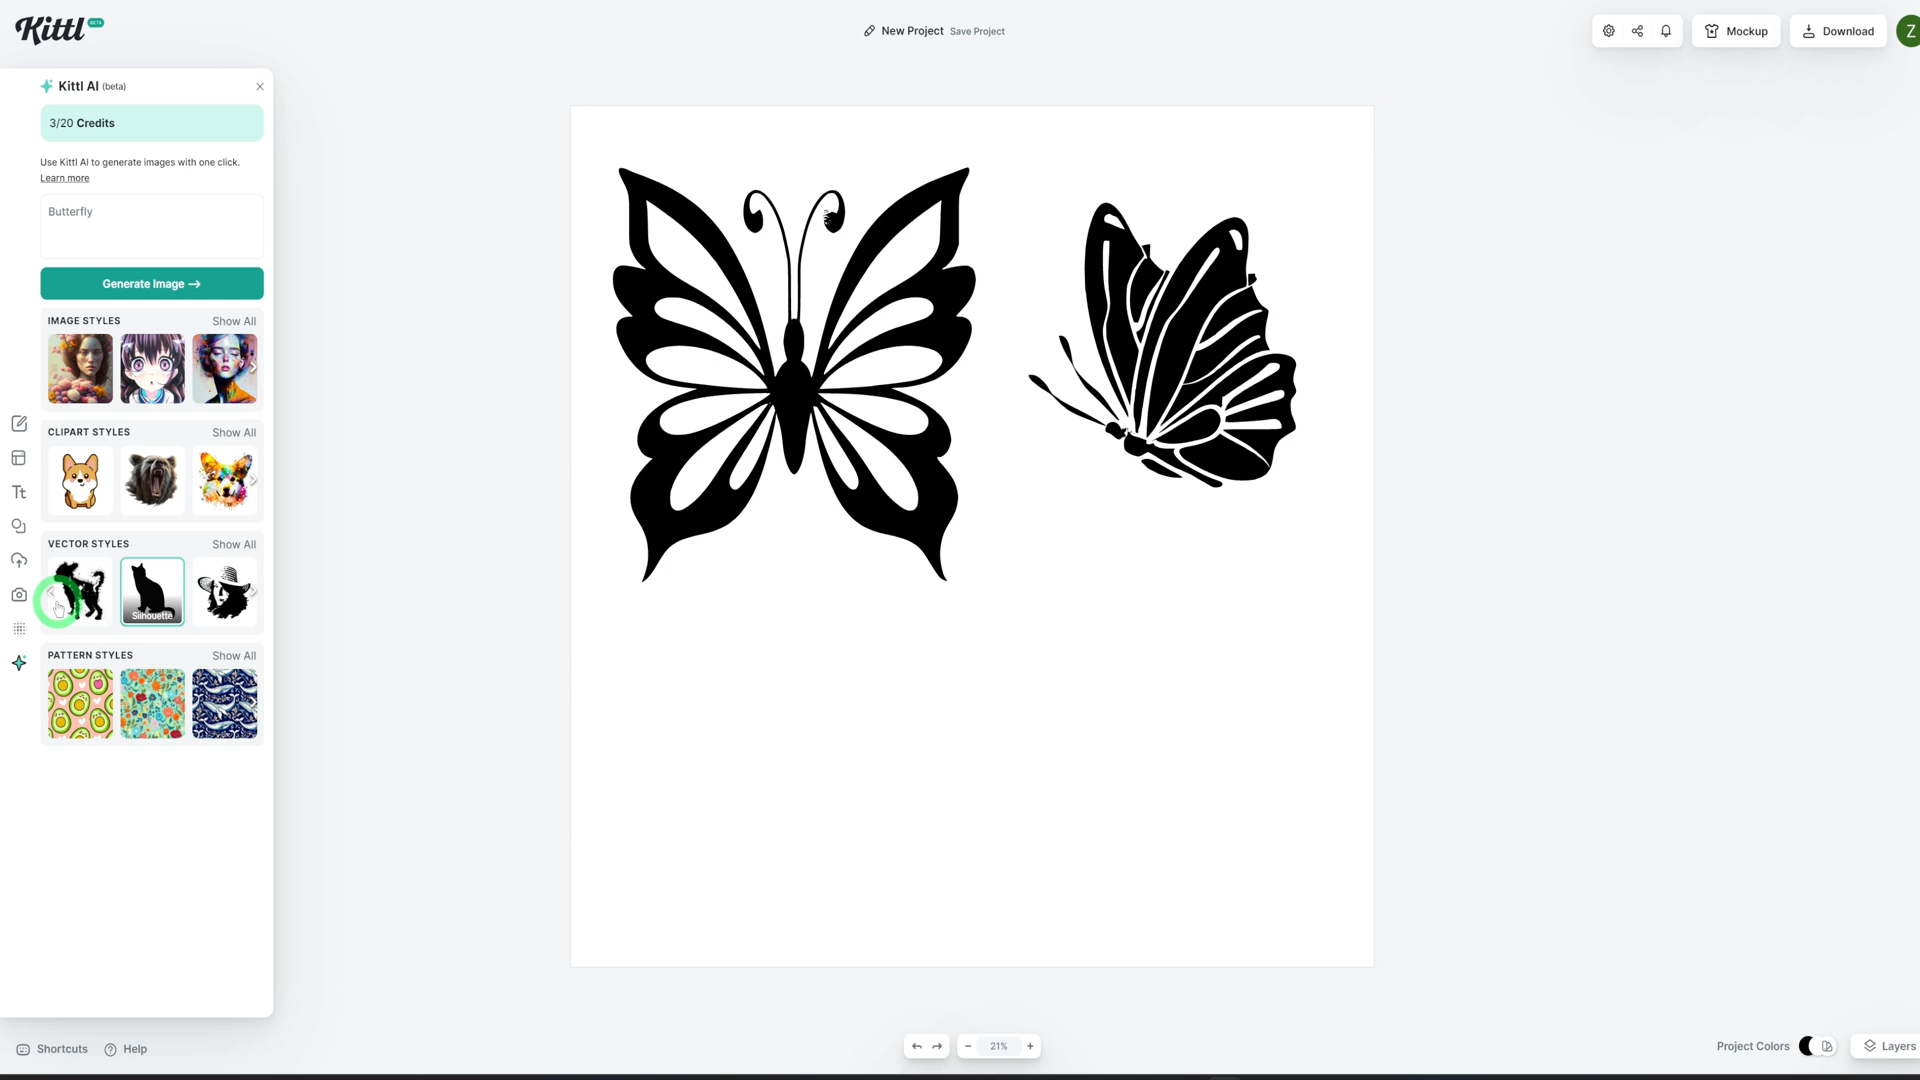 Kittl BETA
New Project Save Project
Mockup
Download
Z
Kittl AI (beta)
3/20 Credits
Use Kittl AI to generate images with one click.
Learn more
Butterfly
Generate Image →
IMAGE STYLES Show All
CLIPART STYLES Show All
Tt
VECTOR STYLES Show All
Silhouette
PATTERN STYLES Show All
Shortcuts
Help
21%
Project Colors
Layers